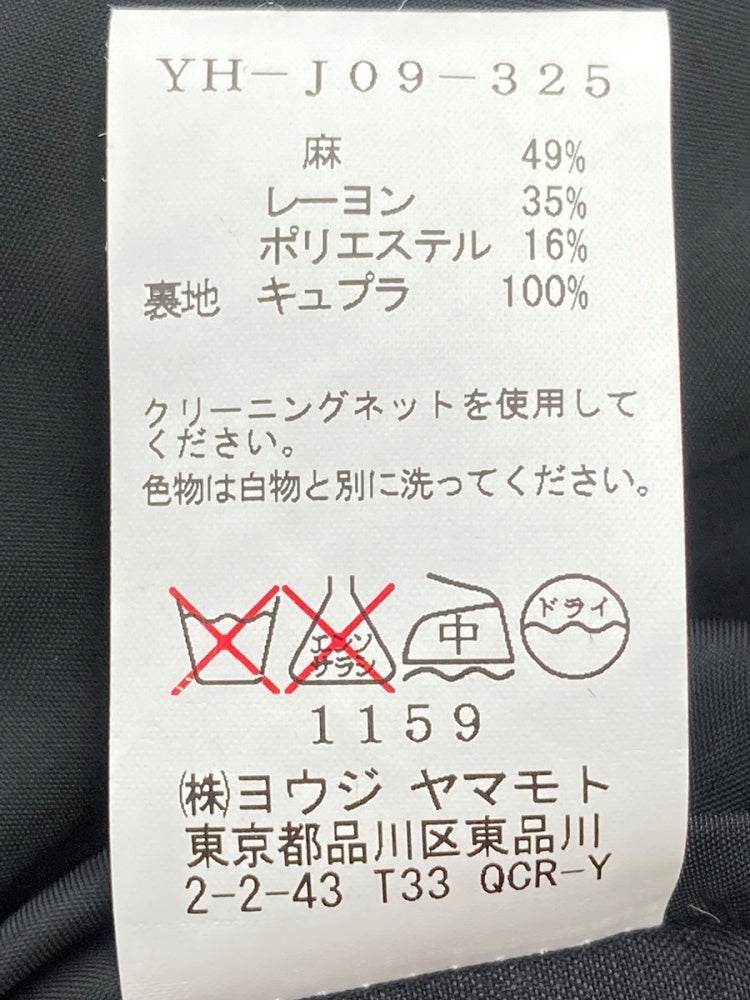 YH-J09-325
麻 49%
レーヨン 35%
ポリエステル 16%
裏地 キュプラ 100%
クリーニングネットを使用して
ください。
色物は白物と別に洗ってください。
エンソ
サラシ
中
ドライ
1159
(株)ヨウジ ヤマモト
東京都品川区東品川
2-2-43 T33 QCR-Y